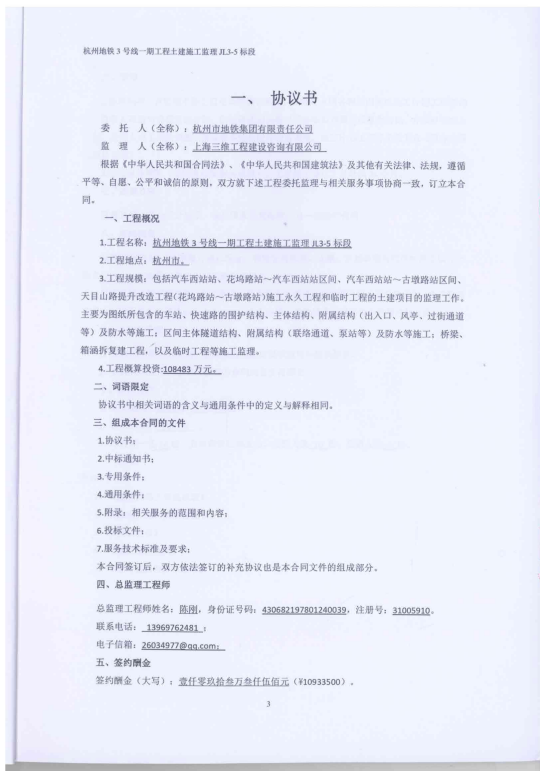 杭州地铁 3 号线一期工程土建施工监理 JL3-5 标段
一、 协议书
委 托 人（全称）：杭州市地铁集团有限责任公司
监 理 人（全称）：上海三维工程建设咨询有限公司
根据《中华人民共和国合同法》、《中华人民共和国建筑法》及其他有关法律、法规，遵循
平等、自愿、公平和诚信的原则，双方就下述工程委托监理与相关服务事项协商一致，订立本合
同。
一、工程概况
1.工程名称：杭州地铁 3 号线一期工程土建施工监理 JL3-5 标段
2.工程地点：杭州市。
3.工程规模：包括汽车西站站、花坞路站～汽车西站站区间、汽车西站站～古墩路站区间、
天目山路提升改造工程(花坞路站～古墩路站)施工永久工程和临时工程的土建项目的监理工作。
主要为图纸所包含的车站、快速路的围护结构、主体结构、附属结构（出入口、风亭、过街通道
等）及防水等施工；区间主体隧道结构、附属结构（联络通道、泵站等）及防水等施工；桥梁、
箱涵拆复建工程，以及临时工程等施工监理。
4.工程概算投资:108483 万元。
二、词语限定
协议书中相关词语的含义与通用条件中的定义与解释相同。
三、组成本合同的文件
1.协议书；
2.中标通知书；
3.专用条件；
4.通用条件；
5.附录：相关服务的范围和内容；
6.投标文件；
7.服务技术标准及要求；
本合同签订后，双方依法签订的补充协议也是本合同文件的组成部分。
四、总监理工程师
总监理工程师姓名：陈刚，身份证号码：430682197801240039，注册号：31005910。
联系电话： 13969762481 ；
电子信箱：26034977@qq.com；
五、签约酬金
签约酬金（大写）：壹仟零玖拾叁万叁仟伍佰元（¥10933500）。
3